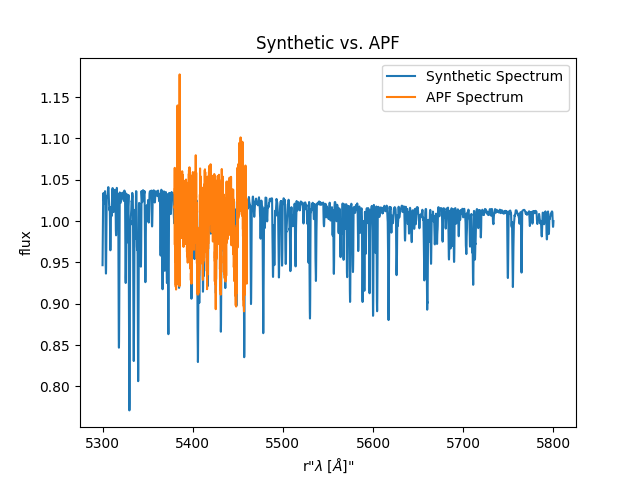 Synthetic vs. APF
Synthetic Spectrum
APF Spectrum
1.15
1.10
1.05
1.00
0.95
0.90
0.85
0.80
flux
5300 5400 5500 5600 5700 5800
r"λ [Å]"